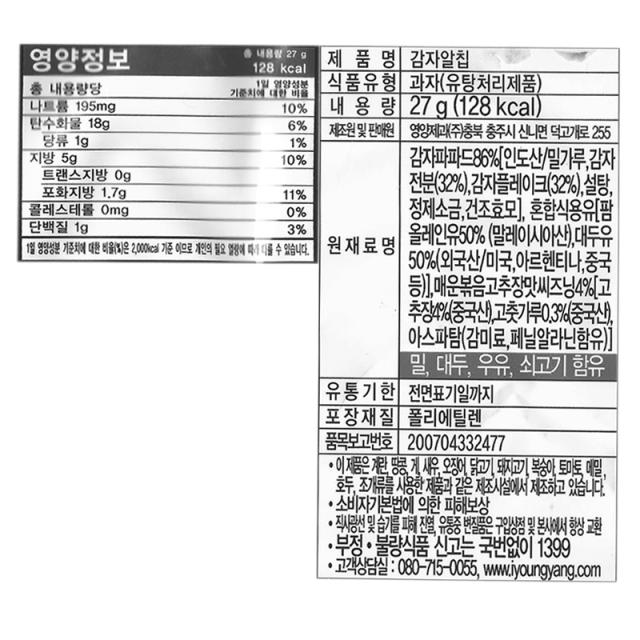 영양정보
총 내용량 27 g
128 kcal
총 내용량당
1일 영양성분
기준치에 대한 비율
나트륨 195mg 10%
탄수화물 18g 6%
당류 1g 1%
지방 5g 10%
트랜스지방 0g
포화지방 1.7g 11%
콜레스테롤 0mg 0%
단백질 1g 3%
1일 영양성분 기준치에 대한 비율(%)은 2,000kcal 기준 이므로 개인의 필요 열량에 따라 다를 수 있습니다.
제 품 명 감자알칩
식품유형 과자(유탕처리제품)
내 용 량 27 g (128 kcal)
제조원 및 판매원 영양제과(주)충북 충주시 신니면 덕고개로 255
원재료명
감자파파드86%[인도산/밀가루,감자
전분(32%),감자플레이크(32%),설탕,
정제소금,건조효모], 혼합식용유[팜
올레인유50% (말레이시아산),대두유
50%(외국산/미국,아르헨티나,중국
등)],매운볶음고추장맛씨즈닝4%[고
추장4%(중국산),고춧가루0.3%(중국산),
아스파탐(감미료,페닐알라닌함유)]
밀, 대두, 우유, 쇠고기 함유
유통기한 전면표기일까지
포장재질 폴리에틸렌
품목보고번호 200704332477
• 이 제품은 계란, 땅콩, 게, 새우, 오징어, 닭고기, 돼지고기, 복숭아, 토마토, 메밀,
호두, 조개류를 사용한 제품과 같은 제조시설에서 제조하고 있습니다.
• 소비자기본법에 의한 피해보상
• 직사광선 및 습기를 피해 진열, 유통중 변질품은 구입상점 및 본사에서 항상 교환
• 부정 • 불량식품 신고는 국번없이 1399
• 고객상담실 : 080-715-0055, www.iyoungyang.com